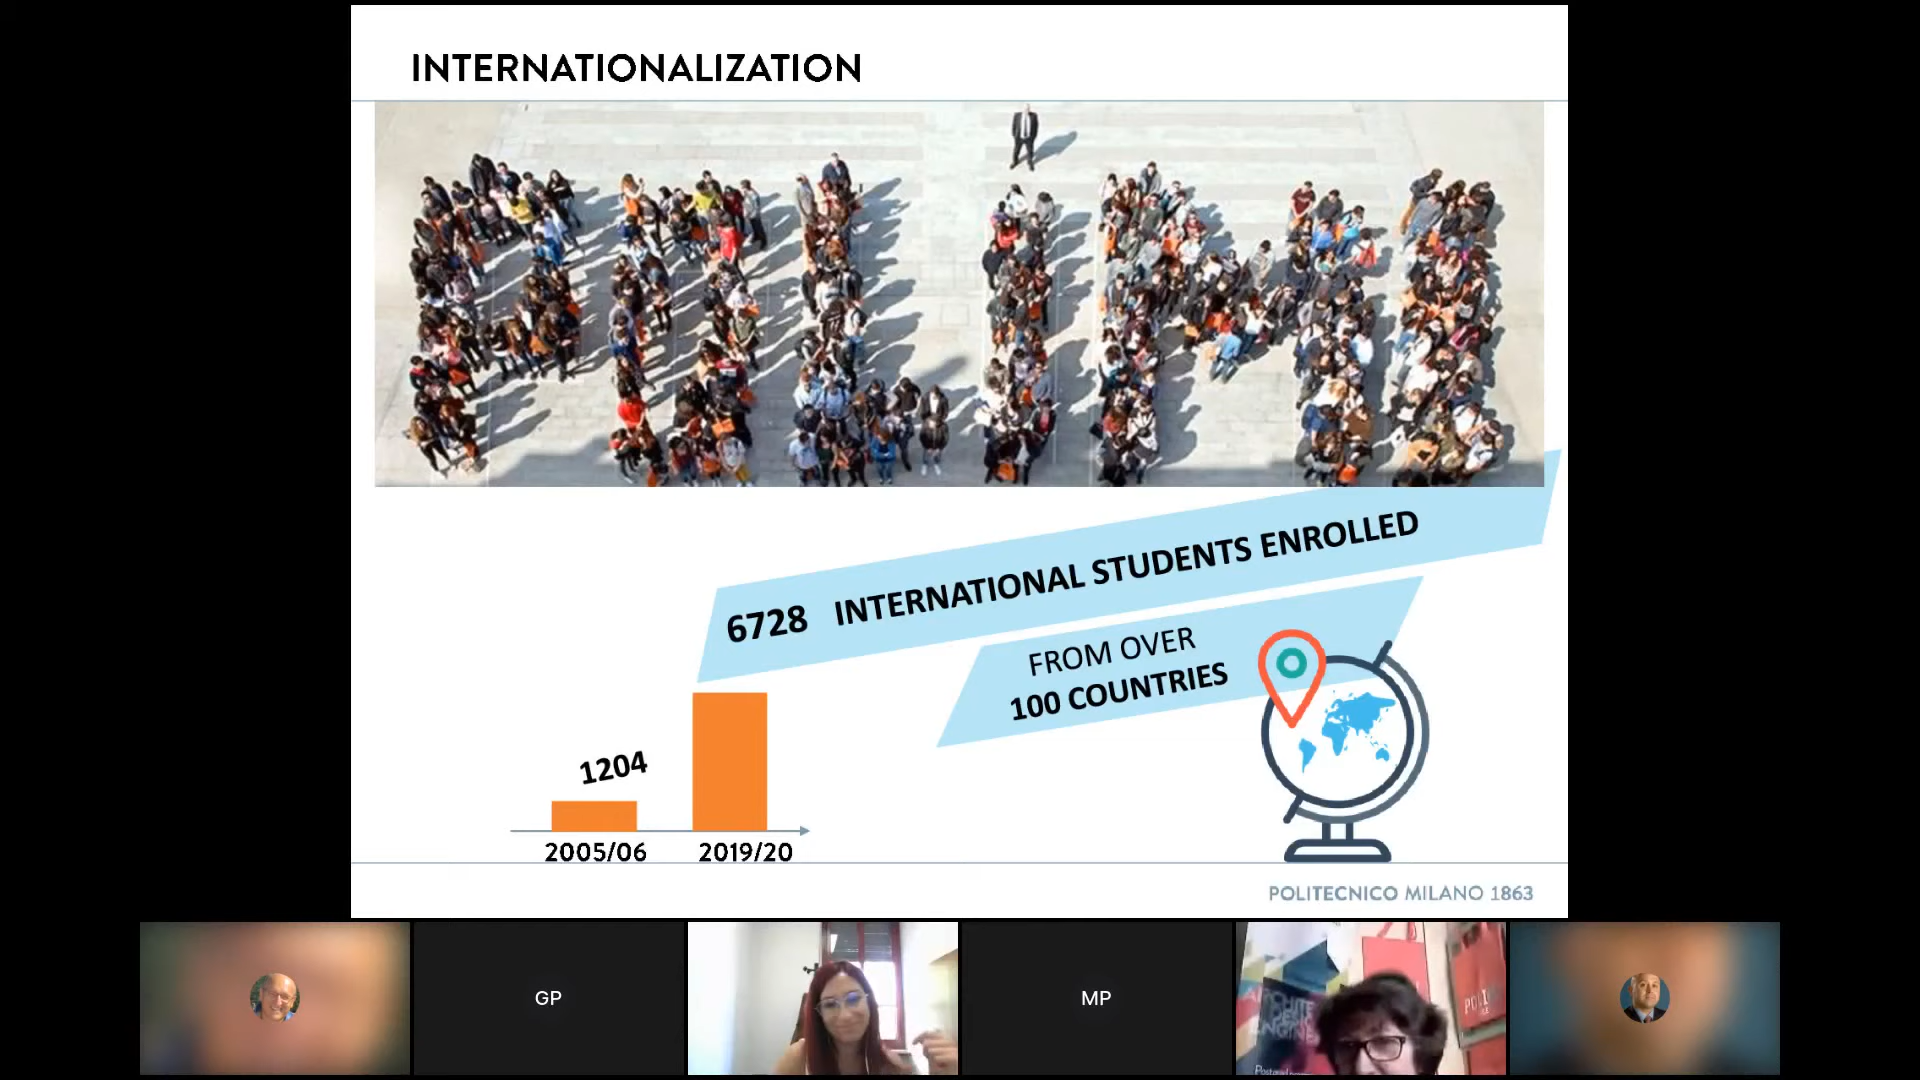 INTERNATIONALIZATION
6728 INTERNATIONAL STUDENTS ENROLLED
FROM OVER
100 COUNTRIES
1204
2005/06 2019/20
POLITECNICO MILANO 1863
GP
MP